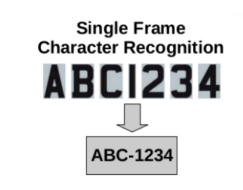 Single Frame
Character Recognition
ABC1234
ABC-1234